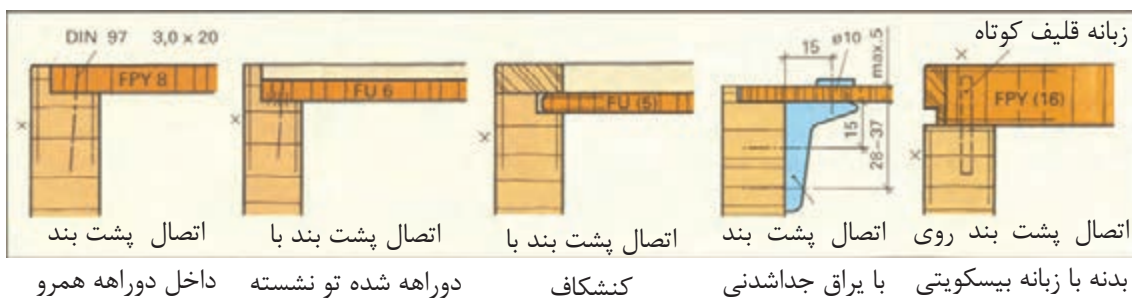 زبانه قلیف کوتاه
DIN 97 3,0 x 20
FPY 8
x
FU 6
x
FU (5)
15
ø10
max.5
15
28–37
x
FPY (16)
x
اتصال پشت بند روی
بدنه با زبانه بیسکویتی
اتصال پشت بند
با یراق جداشدنی
اتصال پشت بند با
کنشکاف
اتصال پشت بند با
دوراهه شده تو نشسته
اتصال پشت بند
داخل دوراهه همرو